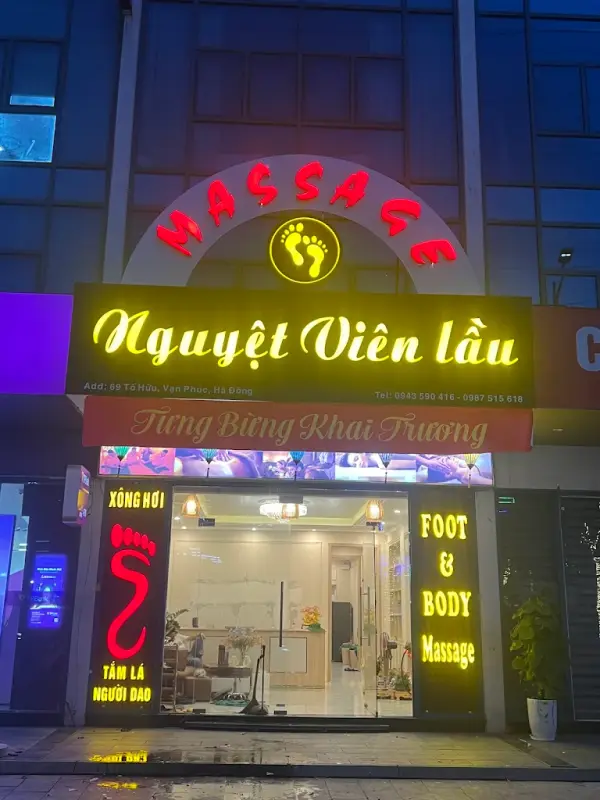 MASSAGE
Nguyệt Viên lầu
Add: 69 Tố Hữu, Vạn Phúc, Hà Đông
Tel: 0943 590 416 - 0987 515 618
Tưng Bừng Khai Trương
XÔNG HƠI
TẮM LÁ
NGƯỜI DAO
FOOT
&
BODY
Massage
C